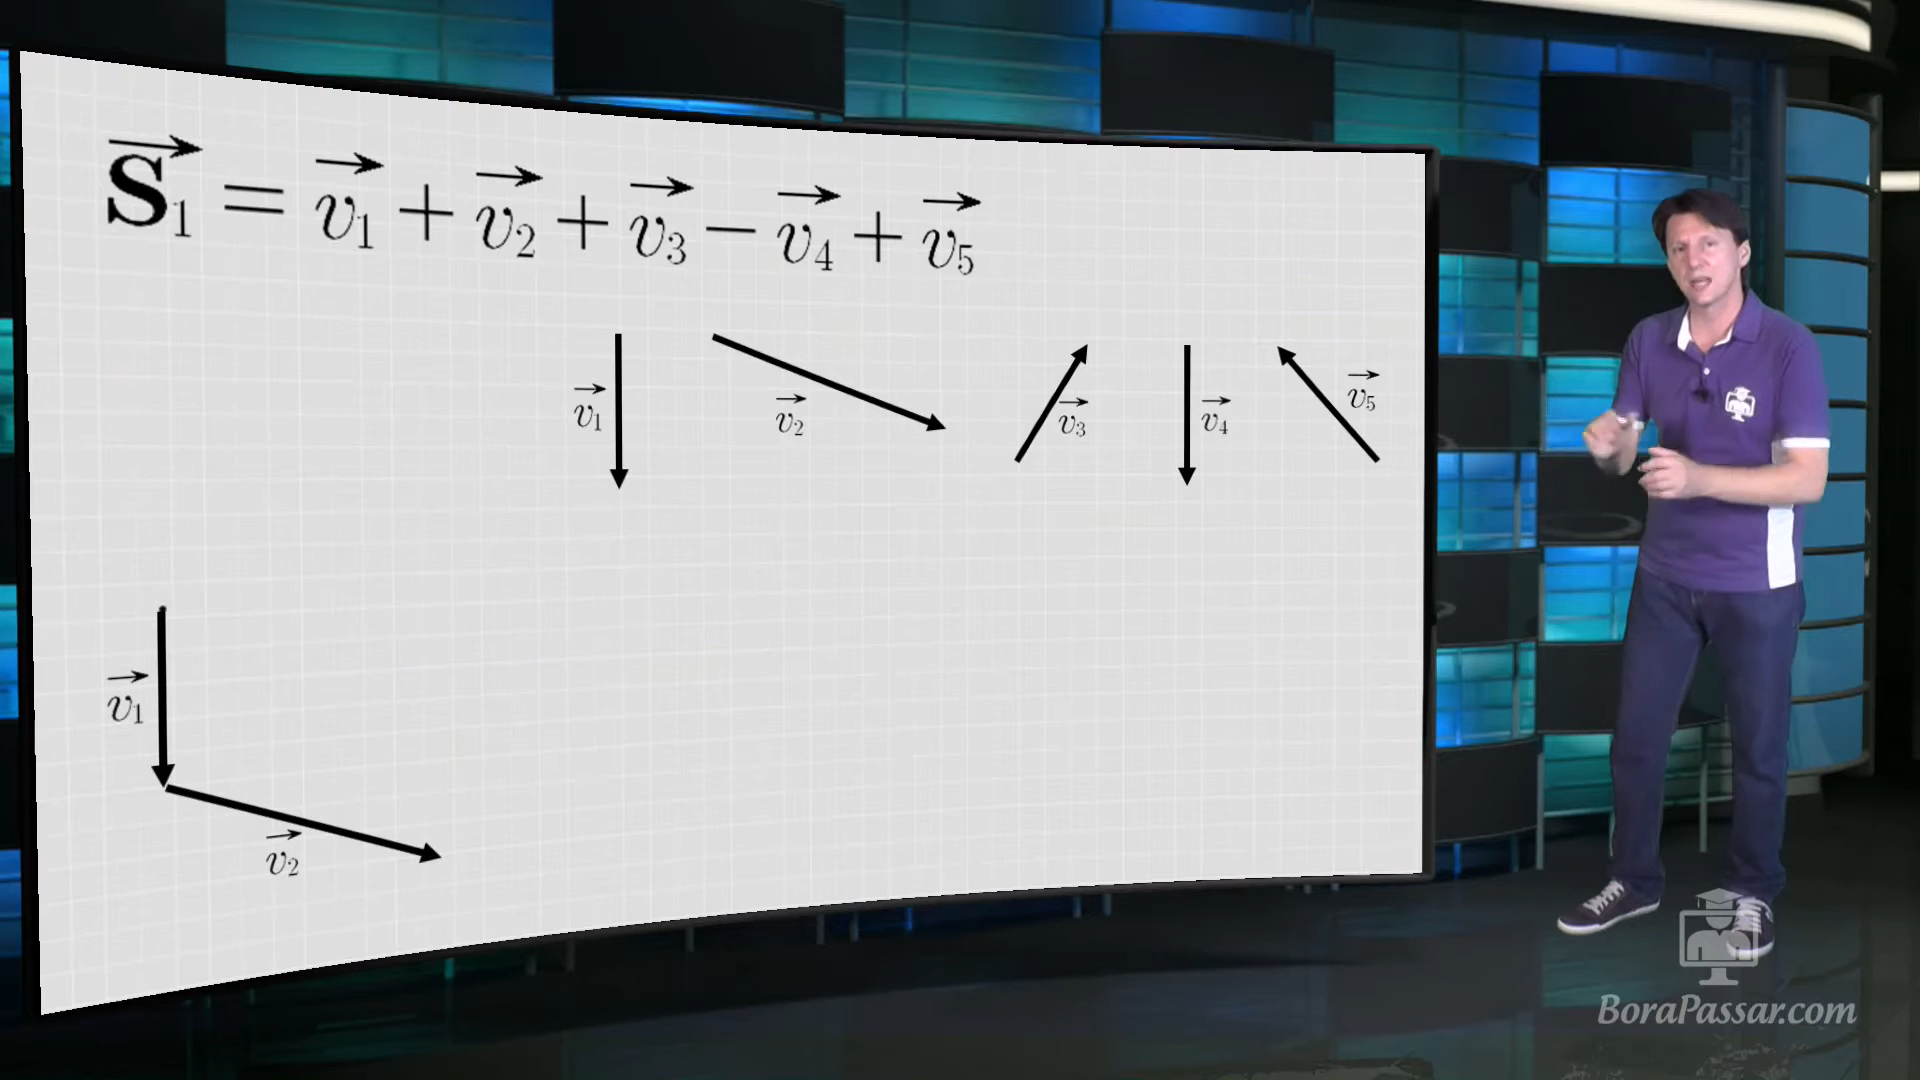 S⃗₁ = v⃗₁ + v⃗₂ + v⃗₃ − v⃗₄ + v⃗₅
v⃗₁
v⃗₂
v⃗₃
v⃗₄
v⃗₅
v⃗₁
v⃗₂
BoraPassar.com